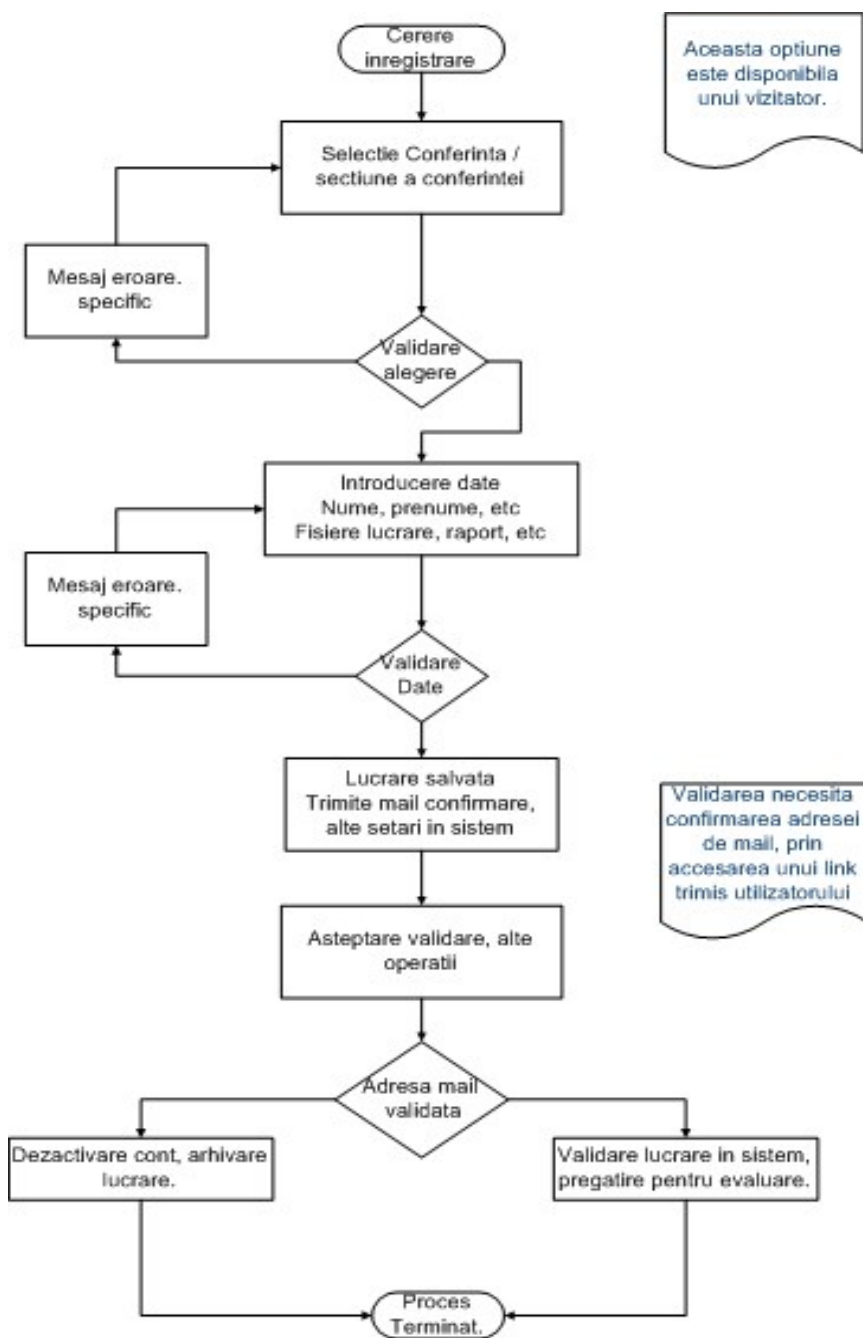 Cerere
inregistrare
Aceasta optiune
este disponibila
unui vizitator.
Selectie Conferinta /
sectiune a conferintei
Mesaj eroare.
specific
Validare
alegere
Introducere date
Nume, prenume, etc
Fisiere lucrare, raport, etc
Mesaj eroare.
specific
Validare
Date
Lucrare salvata
Trimite mail confirmare,
alte setari in sistem
Validarea necesita
confirmarea adresei
de mail, prin
accesarea unui link
trimis utilizatorului
Asteptare validare, alte
operatii
Adresa mail
validata
Dezactivare cont, arhivare
lucrare.
Validare lucrare in sistem,
pregatire pentru evaluare.
Proces
Terminat.